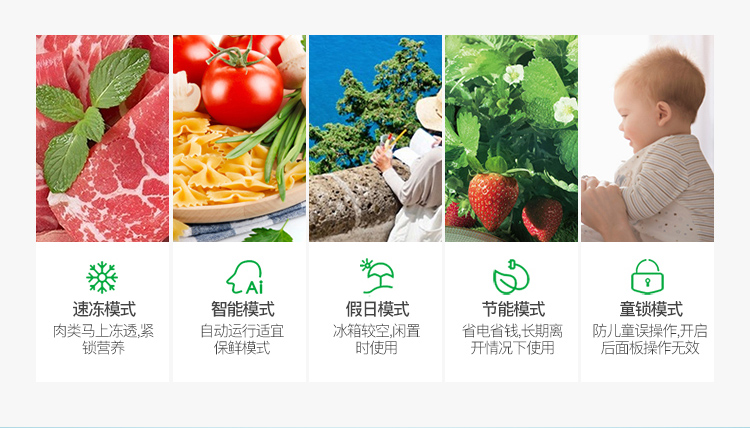 Ai
速冻模式
肉类马上冻透,紧
锁营养
智能模式
自动运行适宜
保鲜模式
假日模式
冰箱较空,闲置
时使用
节能模式
省电省钱,长期离
开情况下使用
童锁模式
防儿童误操作,开启
后面板操作无效